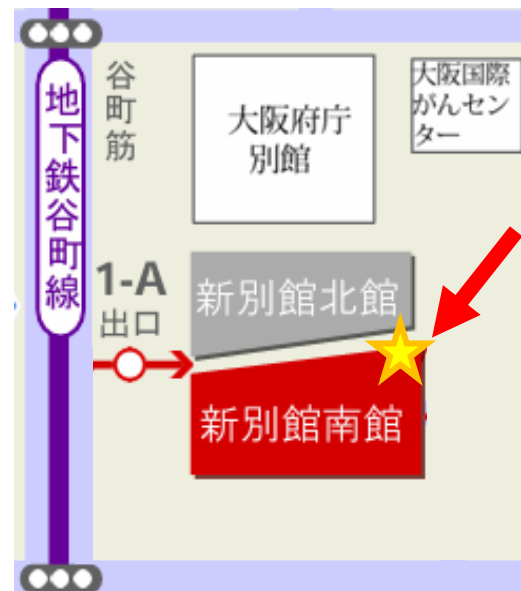 地下鉄谷町線
谷町筋
大阪府庁
別館
大阪国際
がんセン
ター
1-A
出口
新別館北館
新別館南館